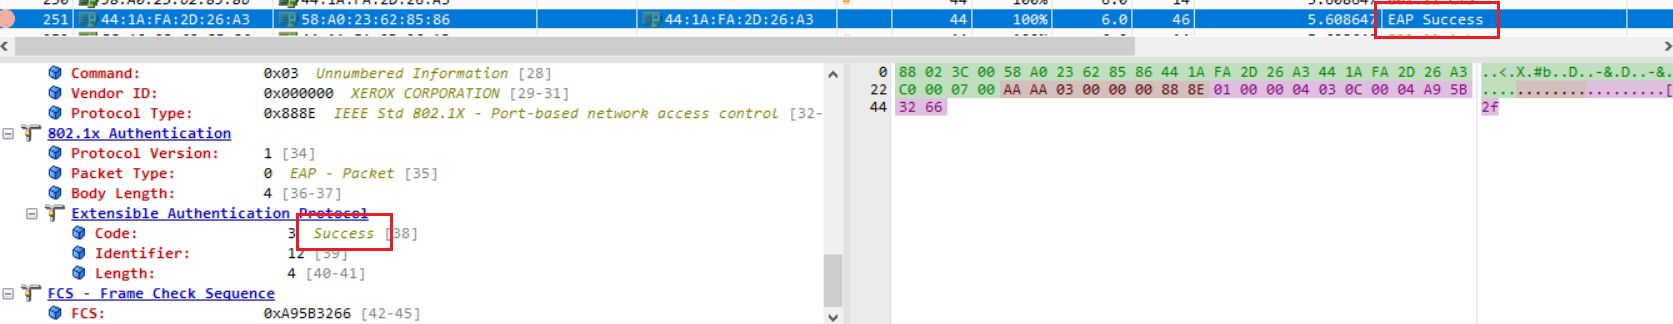 251 44:1A:FA:2D:26:A3 58:A0:23:62:85:86 44:1A:FA:2D:26:A3 44 100% 6.0 46 5.608647 EAP Success
Command: 0x03 Unnumbered Information [28]
Vendor ID: 0x000000 XEROX CORPORATION [29-31]
Protocol Type: 0x888E IEEE Std 802.1X - Port-based network access control [32-
802.1x Authentication
Protocol Version: 1 [34]
Packet Type: 0 EAP - Packet [35]
Body Length: 4 [36-37]
Extensible Authentication Protocol
Code: 3 Success [38]
Identifier: 12 [39]
Length: 4 [40-41]
FCS - Frame Check Sequence
FCS: 0xA95B3266 [42-45]
0 88 02 3C 00 58 A0 23 62 85 86 44 1A FA 2D 26 A3 44 1A FA 2D 26 A3 ..<.X.#b..D..-&.D..-&.
22 C0 00 07 00 AA AA 03 00 00 00 88 8E 01 00 00 04 03 0C 00 04 A9 5B .....................[
44 32 66 2f